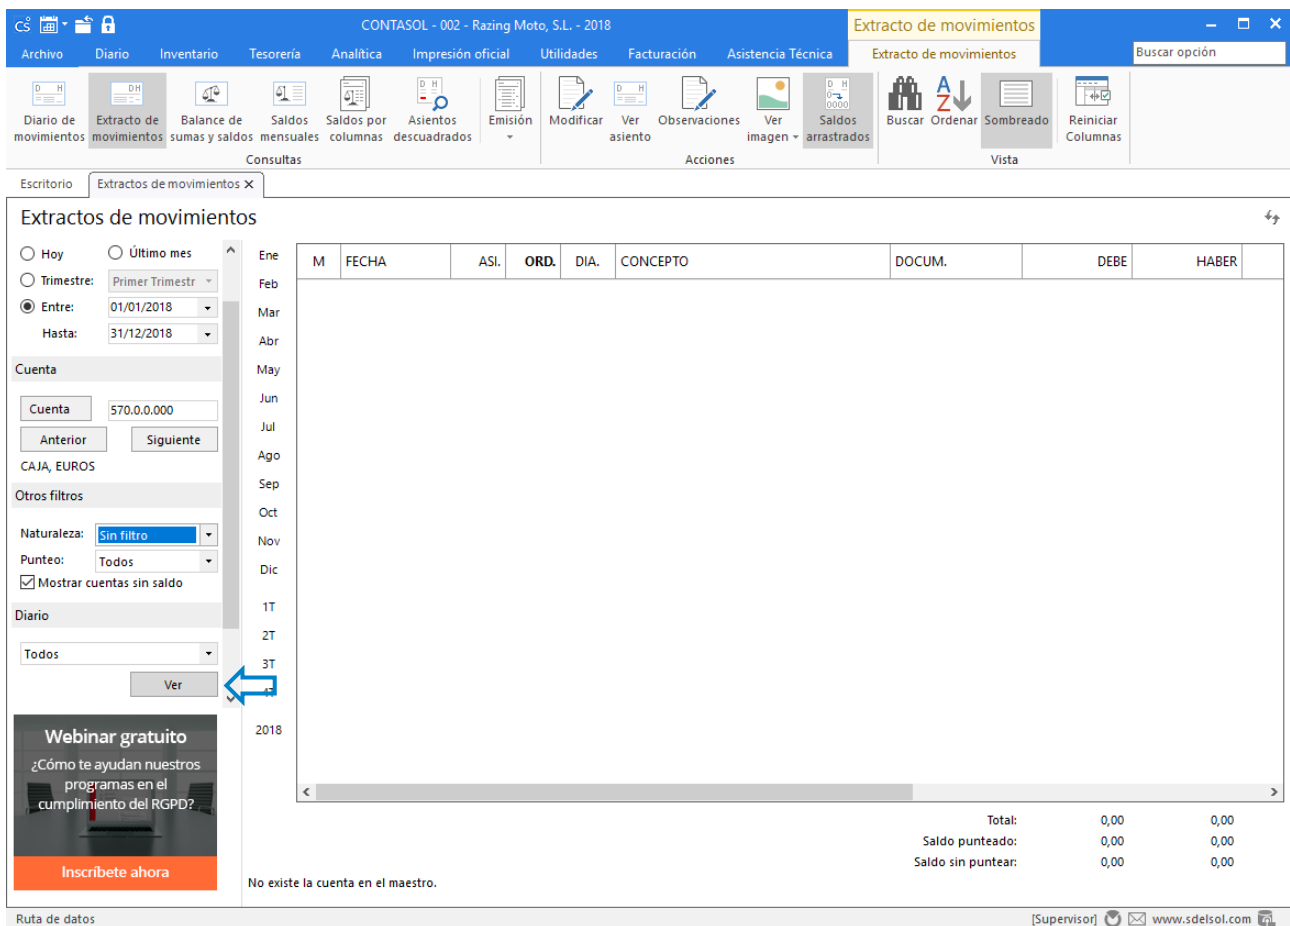 CONTASOL - 002 - Razing Moto, S.L. - 2018
Extracto de movimientos
Archivo Diario Inventario Tesorería Analítica Impresión oficial Utilidades Facturación Asistencia Técnica Extracto de movimientos Buscar opción
Diario de movimientos
Extracto de movimientos
Balance de sumas y saldos
Saldos mensuales
Saldos por columnas
Asientos descuadrados
Emisión
Modificar
Ver asiento
Observaciones
Ver imagen
Saldos arrastrados
Buscar
Ordenar
Sombreado
Reiniciar Columnas
Consultas Acciones Vista
Escritorio Extractos de movimientos X
Extractos de movimientos
Hoy Último mes
Trimestre: Primer Trimestr
Entre: 01/01/2018
Hasta: 31/12/2018
Cuenta
Cuenta 570.0.0.000
Anterior Siguiente
CAJA, EUROS
Otros filtros
Naturaleza: Sin filtro
Punteo: Todos
Mostrar cuentas sin saldo
Diario
Todos
Ver
Webinar gratuito
¿Cómo te ayudan nuestros
programas en el
cumplimiento del RGPD?
Inscríbete ahora
Ene
Feb
Mar
Abr
May
Jun
Jul
Ago
Sep
Oct
Nov
Dic
1T
2T
3T
2018
M FECHA ASI. ORD. DIA. CONCEPTO DOCUM. DEBE HABER
Total: 0,00 0,00
Saldo punteado: 0,00 0,00
Saldo sin puntear: 0,00 0,00
No existe la cuenta en el maestro.
Ruta de datos [Supervisor] www.sdelsol.com